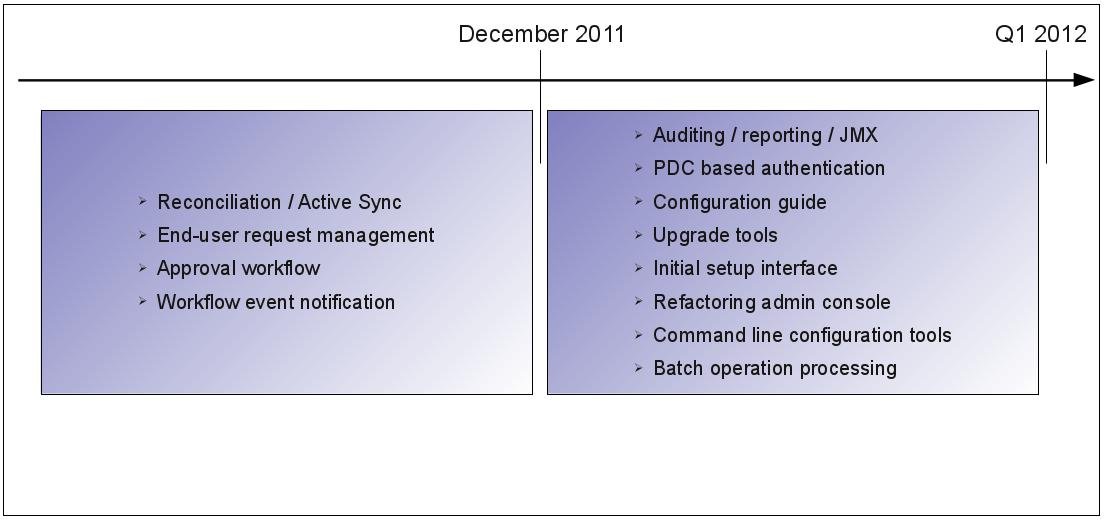 December 2011
Q1 2012
Reconciliation / Active Sync
End-user request management
Approval workflow
Workflow event notification
Auditing / reporting / JMX
PDC based authentication
Configuration guide
Upgrade tools
Initial setup interface
Refactoring admin console
Command line configuration tools
Batch operation processing